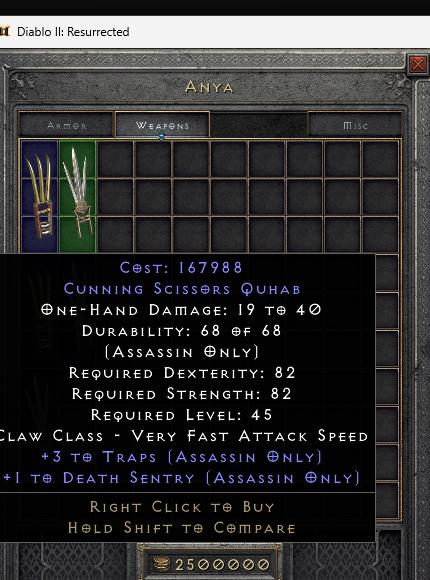 Diablo II: Resurrected
Anya
Armor Weapons Misc
Cost: 167988
Cunning Scissors Quhab
One-Hand Damage: 19 to 40
Durability: 68 of 68
(Assassin Only)
Required Dexterity: 82
Required Strength: 82
Required Level: 45
Claw Class - Very Fast Attack Speed
+3 to Traps (Assassin Only)
+1 to Death Sentry (Assassin Only)
Right Click to Buy
Hold Shift to Compare
2500000